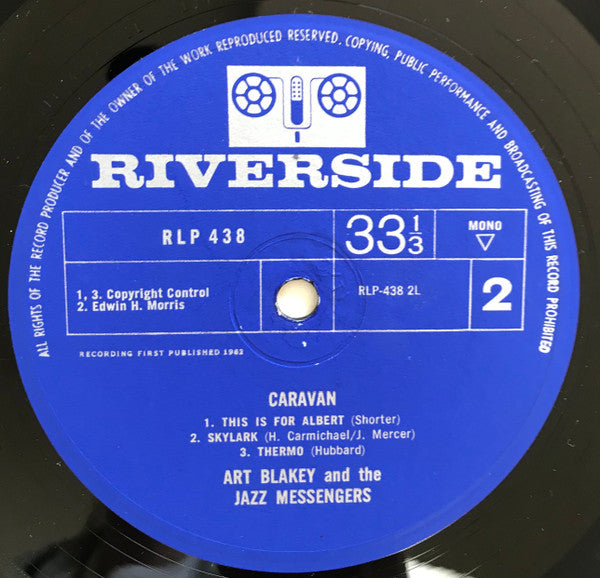 ALL RIGHTS OF THE RECORD PRODUCER AND OF THE OWNER OF THE WORK REPRODUCED RESERVED, COPYING, PUBLIC PERFORMANCE AND BROADCASTING OF THIS RECORD PROHIBITED
RIVERSIDE
RLP 438
33⅓
MONO
1, 3. Copyright Control
2. Edwin H. Morris
RLP-438 2L
2
RECORDING FIRST PUBLISHED 1962
CARAVAN
1. THIS IS FOR ALBERT (Shorter)
2. SKYLARK (H. Carmichael/J. Mercer)
3. THERMO (Hubbard)
ART BLAKEY and the
JAZZ MESSENGERS